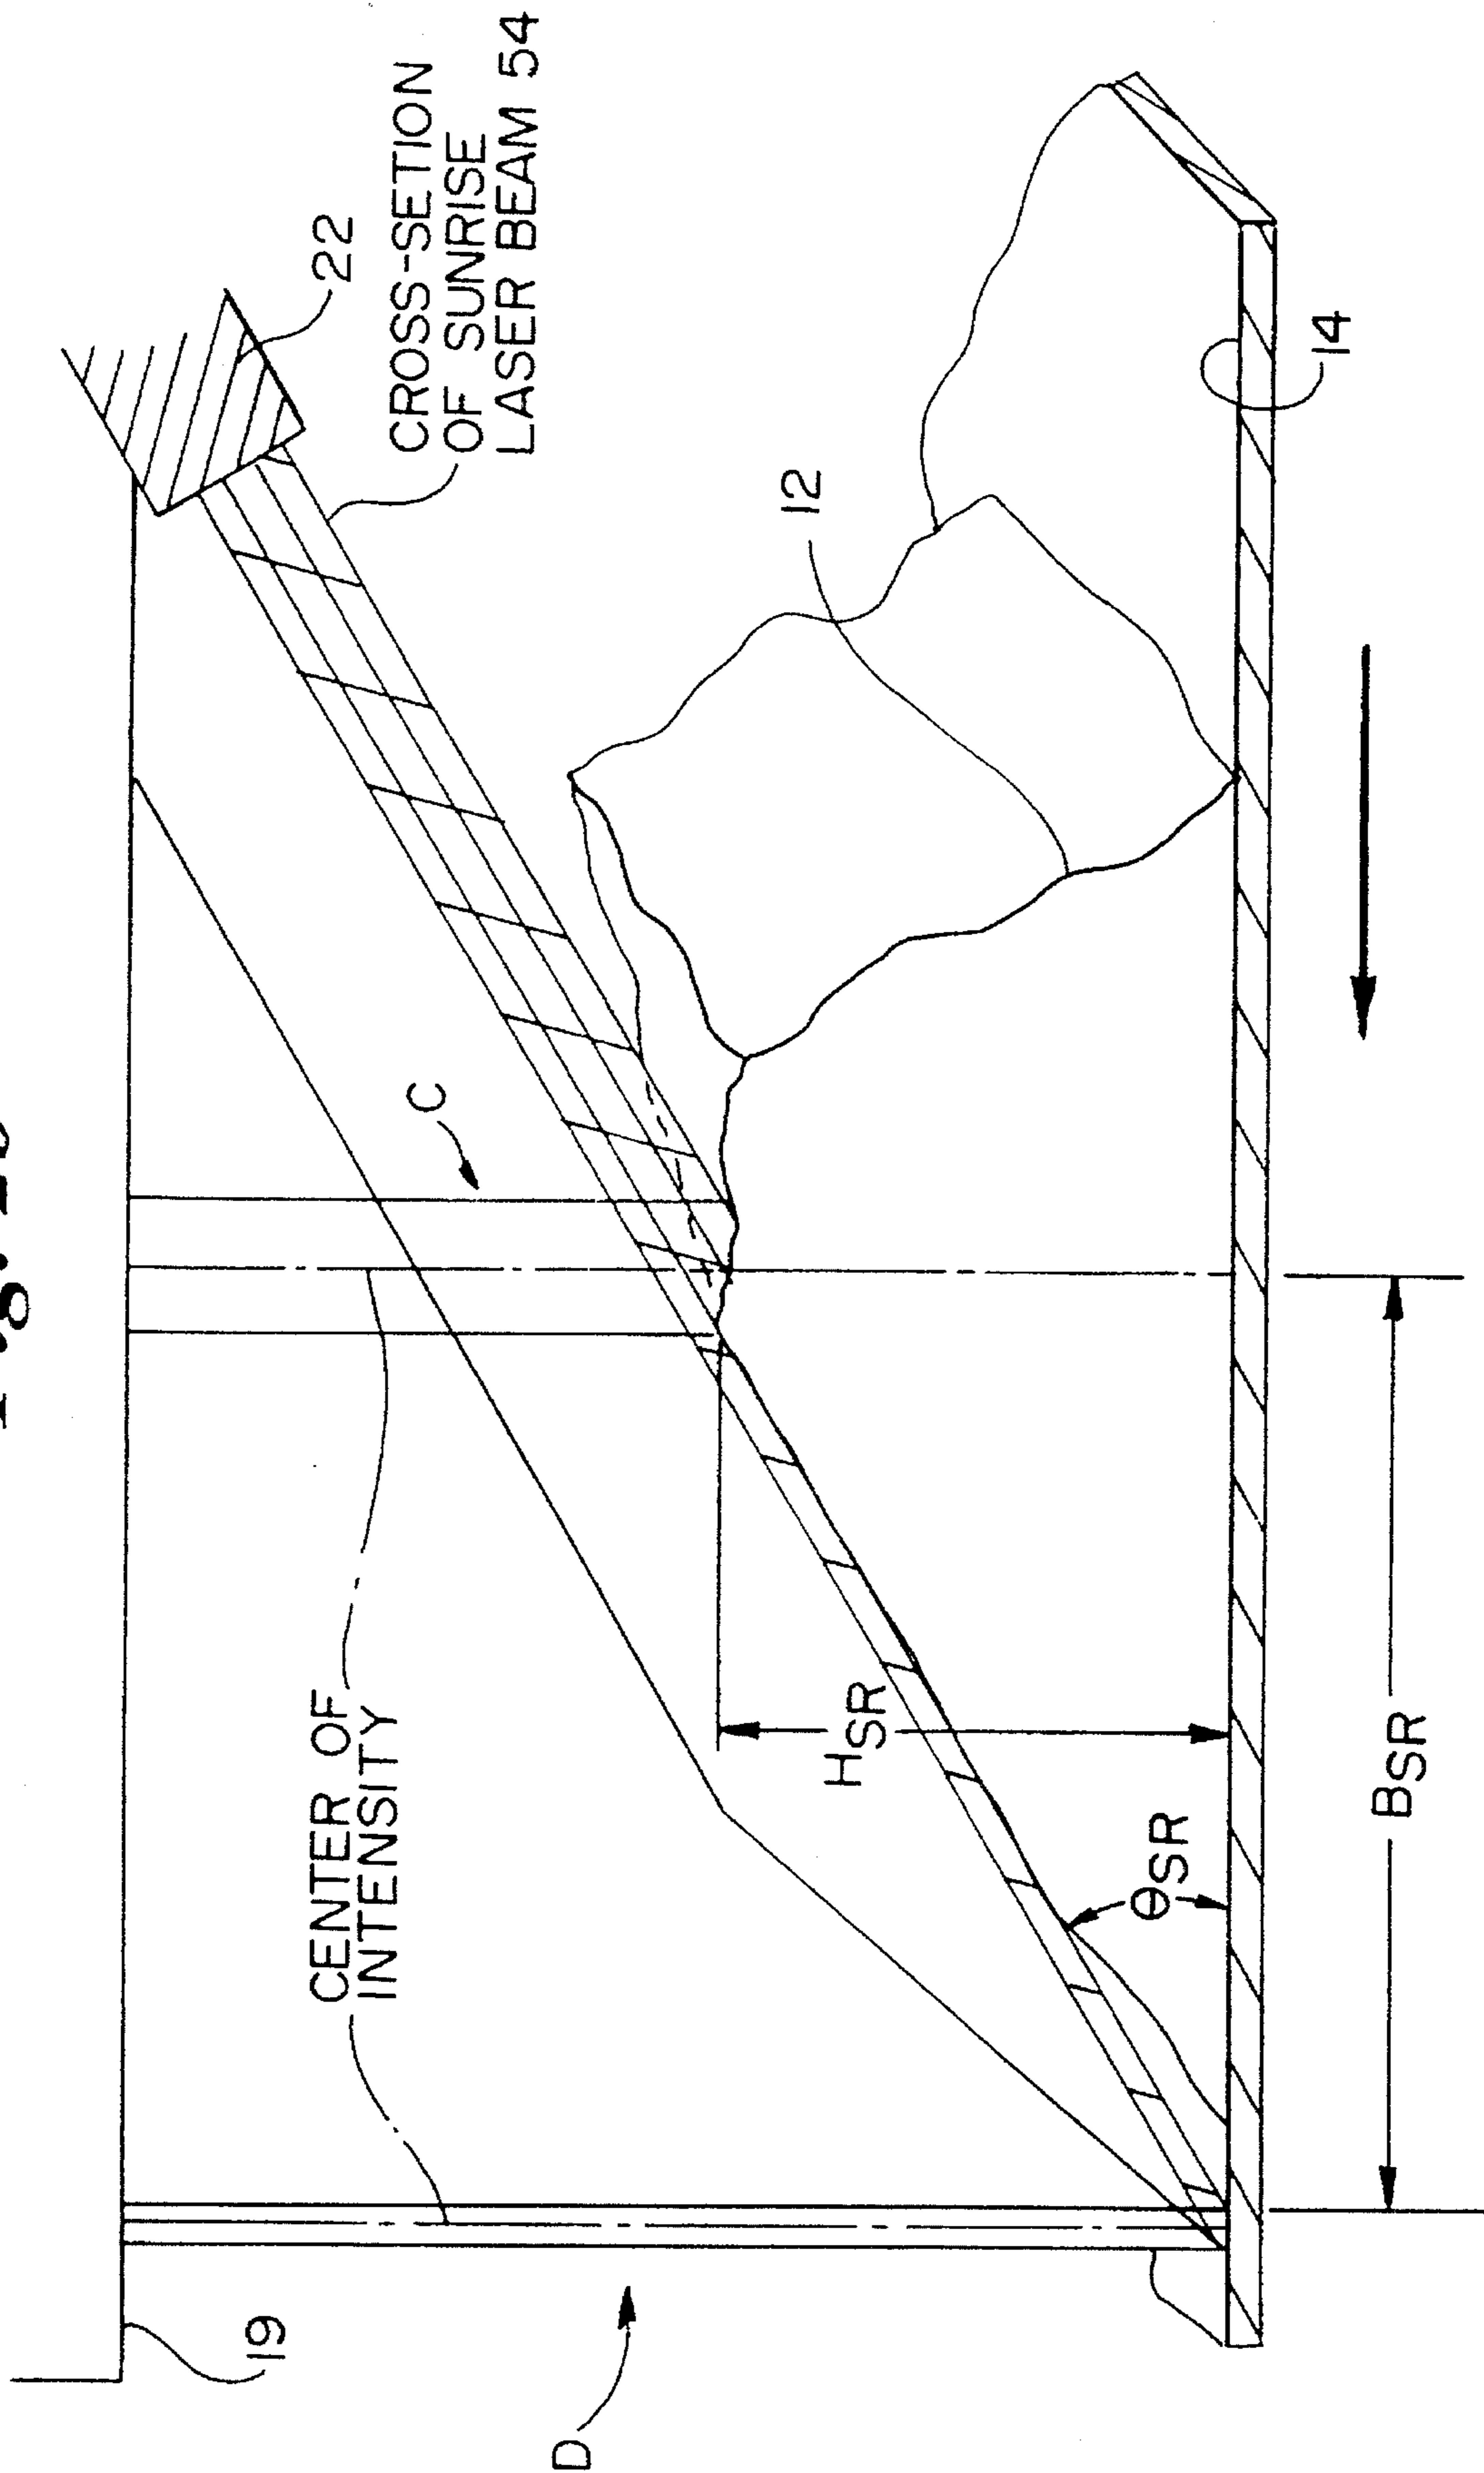 22
CROSS-SETION
OF SUNRISE
LASER BEAM 54
12
14
C
CENTER OF
INTENSITY
HSR
θSR
BSR
19
D